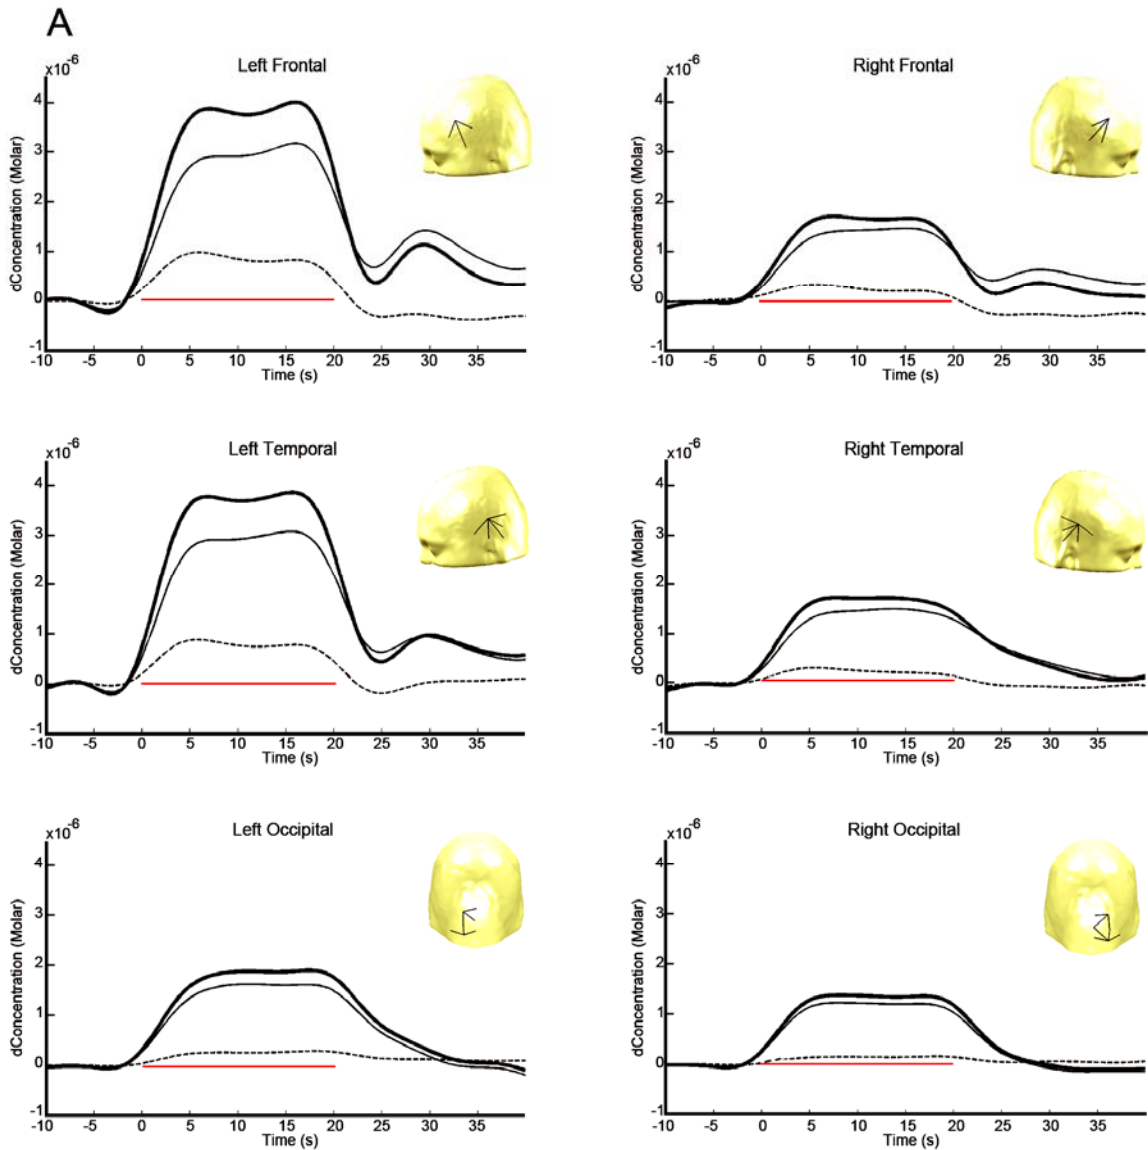 A
x10-6
Left Frontal
dConcentration (Molar)
4
3
2
1
0
-1
-10 -5 0 5 10 15 20 25 30 35
Time (s)
x10-6
Right Frontal
dConcentration (Molar)
4
3
2
1
0
-1
-10 -5 0 5 10 15 20 25 30 35
Time (s)
x10-6
Left Temporal
dConcentration (Molar)
4
3
2
1
0
-1
-10 -5 0 5 10 15 20 25 30 35
Time (s)
x10-6
Right Temporal
dConcentration (Molar)
4
3
2
1
0
-1
-10 -5 0 5 10 15 20 25 30 35
Time (s)
x10-6
Left Occipital
dConcentration (Molar)
4
3
2
1
0
-1
-10 -5 0 5 10 15 20 25 30 35
Time (s)
x10-6
Right Occipital
dConcentration (Molar)
4
3
2
1
0
-1
-10 -5 0 5 10 15 20 25 30 35
Time (s)